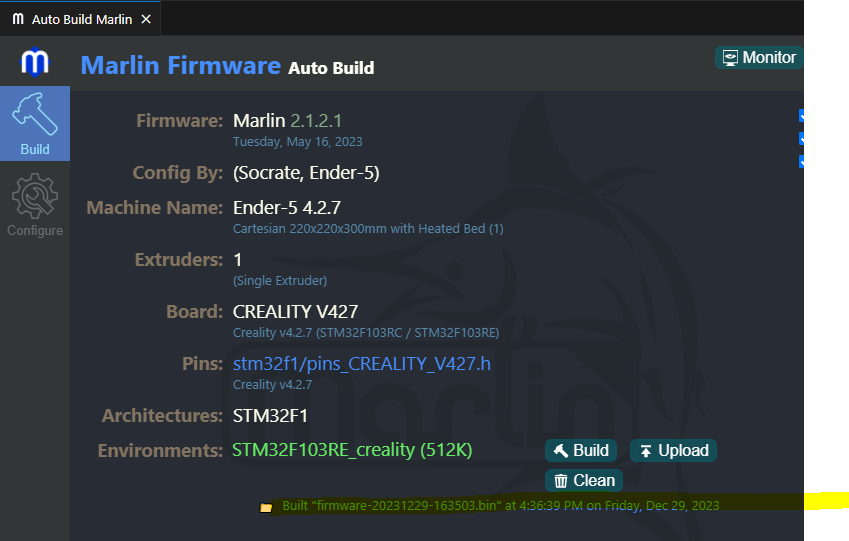 Auto Build Marlin
Marlin Firmware Auto Build
Monitor
Build
Configure
Firmware: Marlin 2.1.2.1
Tuesday, May 16, 2023
Config By: (Socrate, Ender-5)
Machine Name: Ender-5 4.2.7
Cartesian 220x220x300mm with Heated Bed (1)
Extruders: 1
(Single Extruder)
Board: CREALITY V427
Creality v4.2.7 (STM32F103RC / STM32F103RE)
Pins: stm32f1/pins_CREALITY_V427.h
Creality v4.2.7
Architectures: STM32F1
Environments: STM32F103RE_creality (512K) Build Upload
Clean
Built "firmware-20231229-163503.bin" at 4:36:39 PM on Friday, Dec 29, 2023
marlin